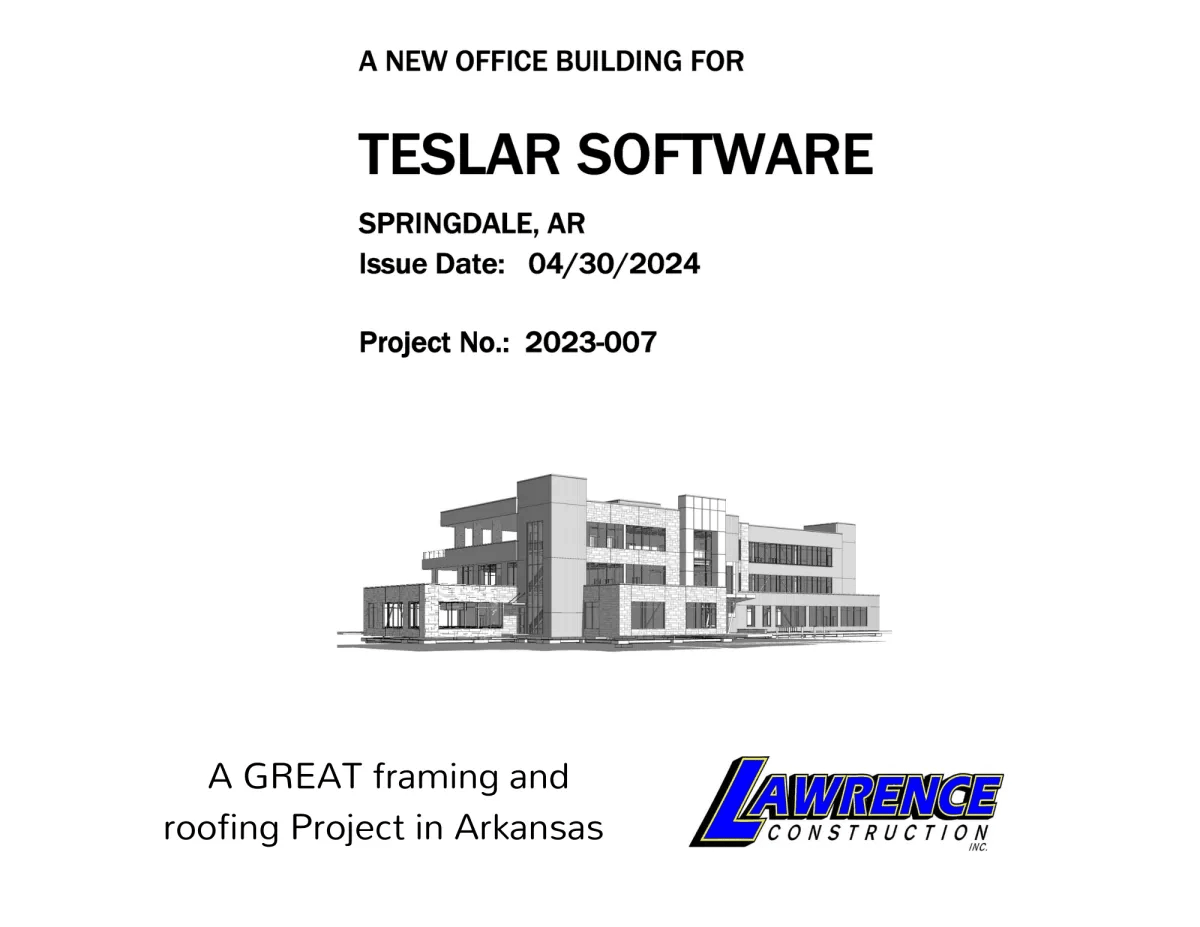 A NEW OFFICE BUILDING FOR
TESLAR SOFTWARE
SPRINGDALE, AR
Issue Date: 04/30/2024
Project No.: 2023-007
A GREAT framing and
roofing Project in Arkansas
LAWRENCE
CONSTRUCTION
INC.